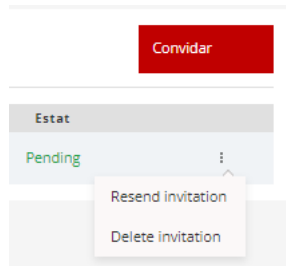 Convidar
Estat
Pending
Resend invitation
Delete invitation